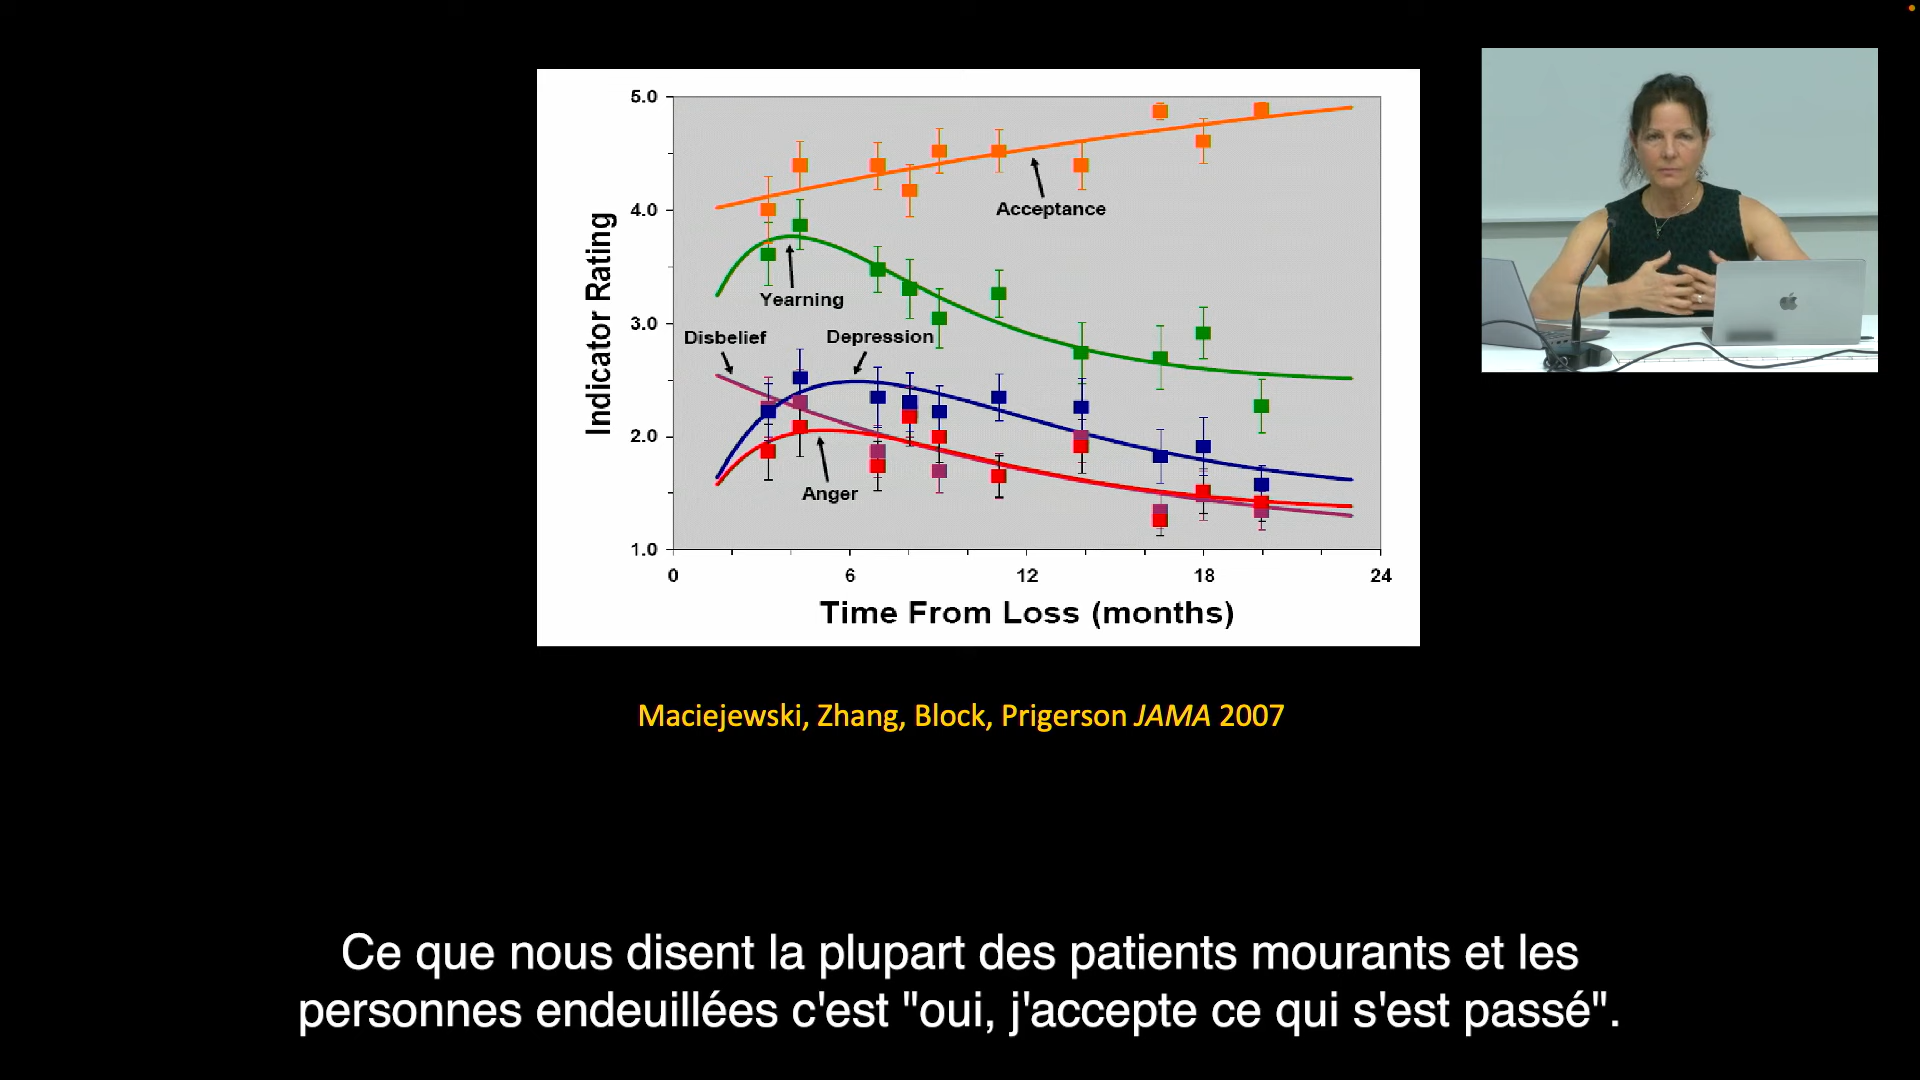 5.0
4.0
3.0
2.0
1.0
Indicator Rating
Acceptance
Yearning
Disbelief
Depression
Anger
0 6 12 18 24
Time From Loss (months)
Maciejewski, Zhang, Block, Prigerson JAMA 2007
Ce que nous disent la plupart des patients mourants et les
personnes endeuillées c'est "oui, j'accepte ce qui s'est passé".